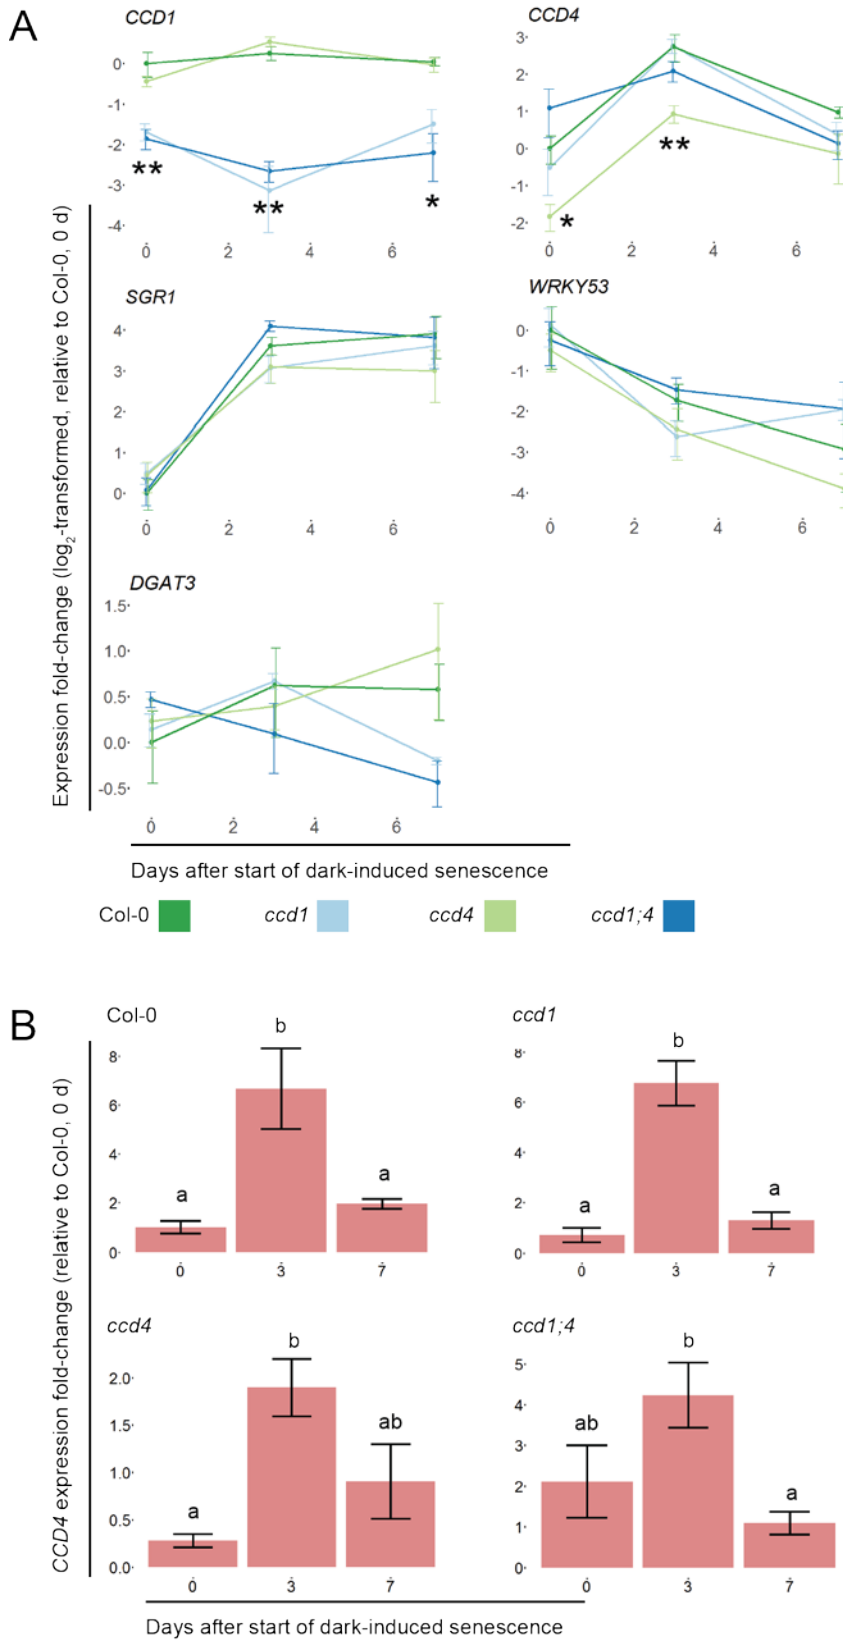 A
CCD1
0
-1
-2
-3
-4
**
**
*
0 2 4 6
CCD4
3
2
1
0
-1
-2
*
**
0 2 4 6
SGR1
4
3
2
1
0
0 2 4 6
WRKY53
0
-1
-2
-3
-4
0 2 4 6
DGAT3
1.5
1.0
0.5
0.0
-0.5
0 2 4 6
Expression fold-change (log2-transformed, relative to Col-0, 0 d)
Days after start of dark-induced senescence
Col-0 ccd1 ccd4 ccd1;4
B
Col-0
8
6
4
2
0
a b a
0 3 7
ccd1
8
6
4
2
0
a b a
0 3 7
ccd4
2.0
1.5
1.0
0.5
0.0
a b ab
0 3 7
ccd1;4
5
4
3
2
1
0
ab b a
0 3 7
CCD4 expression fold-change (relative to Col-0, 0 d)
Days after start of dark-induced senescence